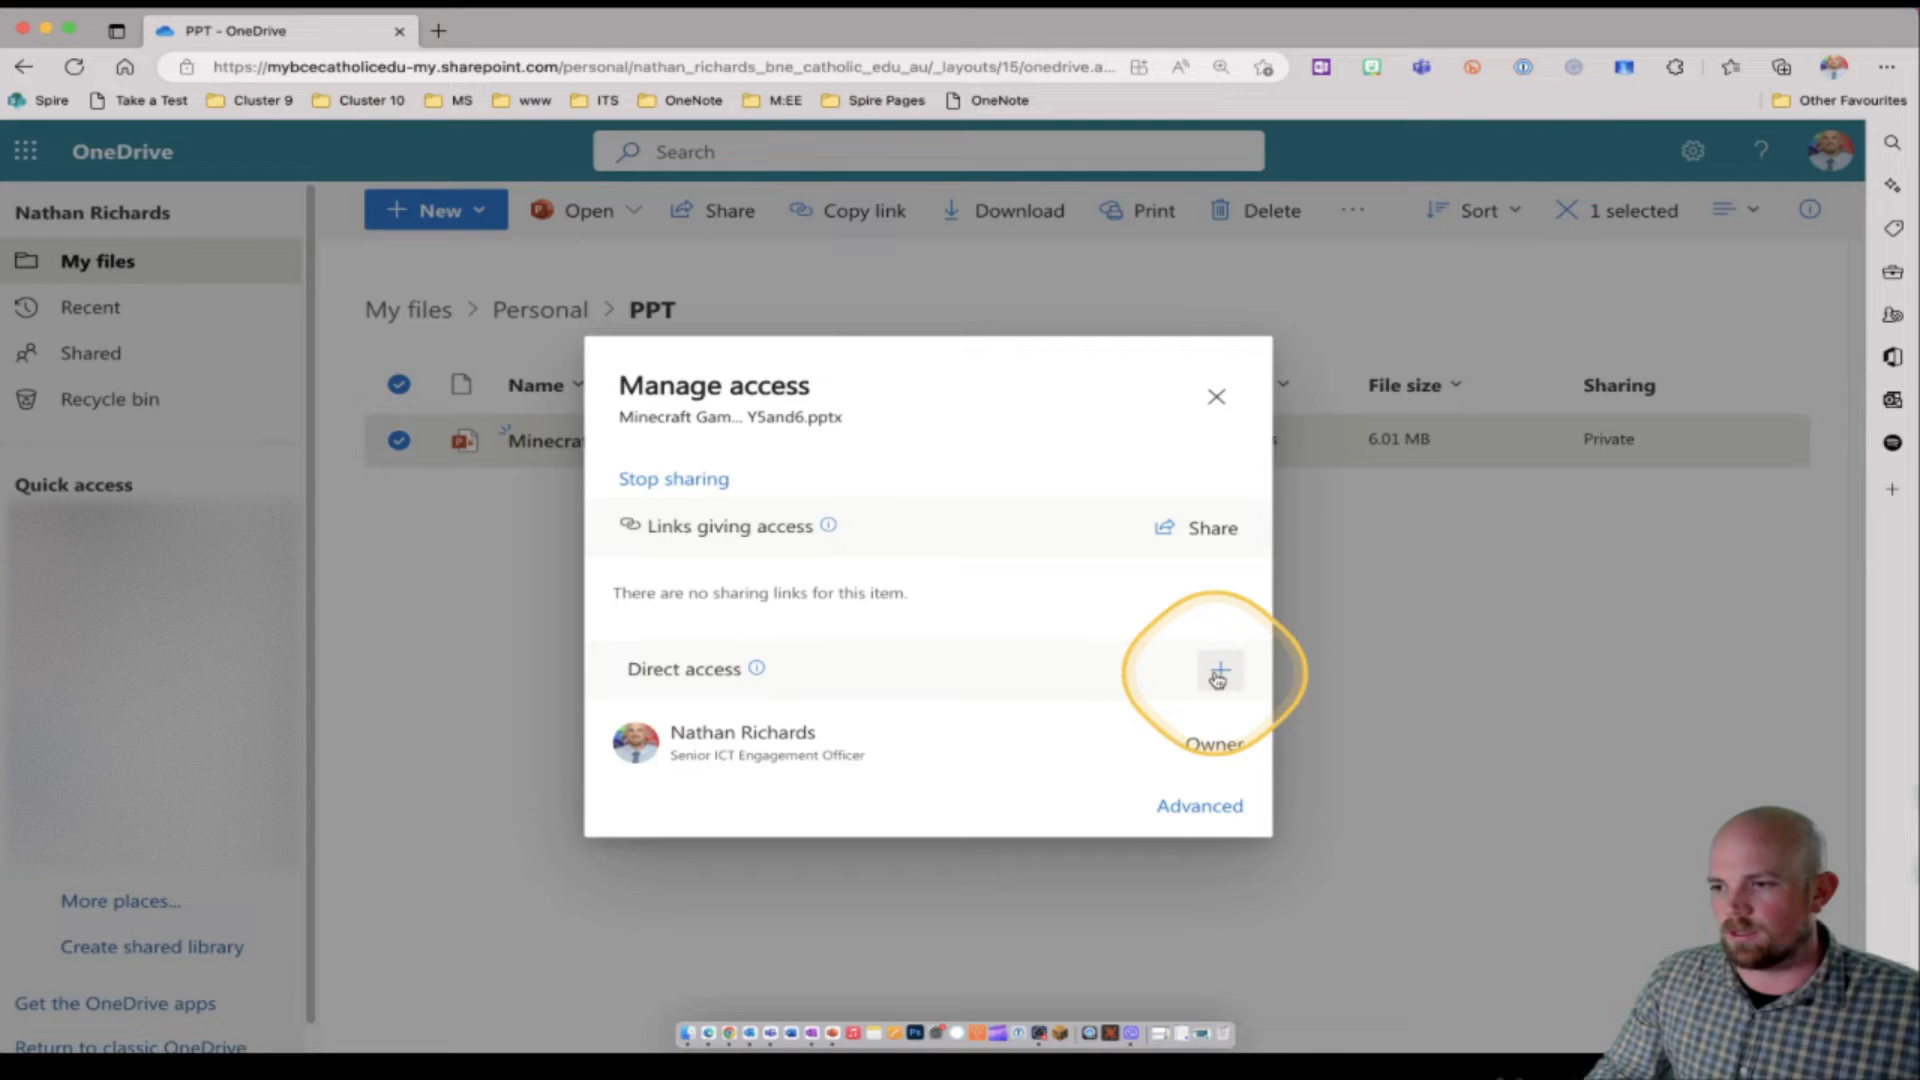 PPT - OneDrive
https://mybcecatholicedu-my.sharepoint.com/personal/nathan_richards_bne_catholic_edu_au/_layouts/15/onedrive.a...
Spire
Take a Test
Cluster 9
Cluster 10
MS
www
ITS
OneNote
M:EE
Spire Pages
OneNote
Other Favourites
OneDrive
Search
?
Nathan Richards
New
Open
Share
Copy link
Download
Print
Delete
...
Sort
1 selected
My files
Recent
Shared
Recycle bin
My files > Personal > PPT
Name
File size
Sharing
Minecra
s
6.01 MB
Private
Manage access
Minecraft Gam... Y5and6.pptx
Stop sharing
Links giving access
Share
There are no sharing links for this item.
Direct access
Nathan Richards
Senior ICT Engagement Officer
Owner
Advanced
Quick access
More places...
Create shared library
Get the OneDrive apps
Return to classic OneDrive